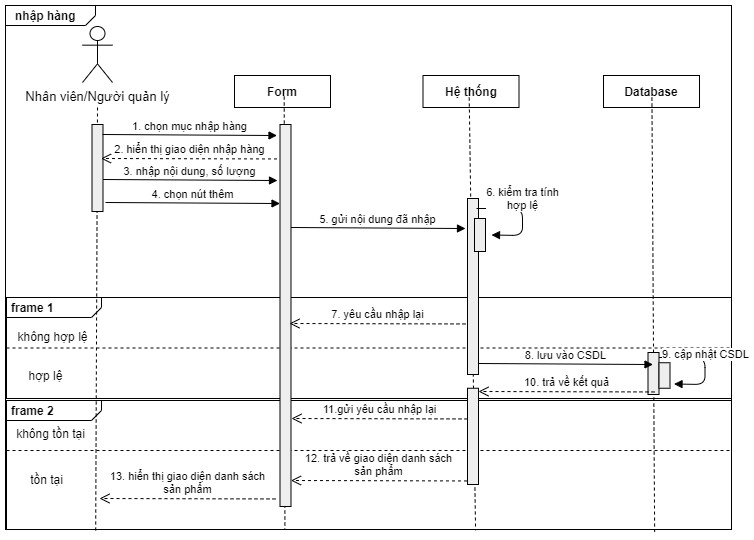 nhập hàng
Nhân viên/Người quản lý
Form
Hệ thống
Database
1. chọn mục nhập hàng
2. hiển thị giao diện nhập hàng
3. nhập nội dung, số lượng
4. chọn nút thêm
5. gửi nội dung đã nhập
6. kiểm tra tính
hợp lệ
frame 1
7. yêu cầu nhập lại
không hợp lệ
8. lưu vào CSDL
9. cập nhật CSDL
hợp lệ
10. trả về kết quả
frame 2
11.gửi yêu cầu nhập lại
không tồn tại
12. trả về giao diện danh sách
sản phẩm
tồn tại
13. hiển thị giao diện danh sách
sản phẩm